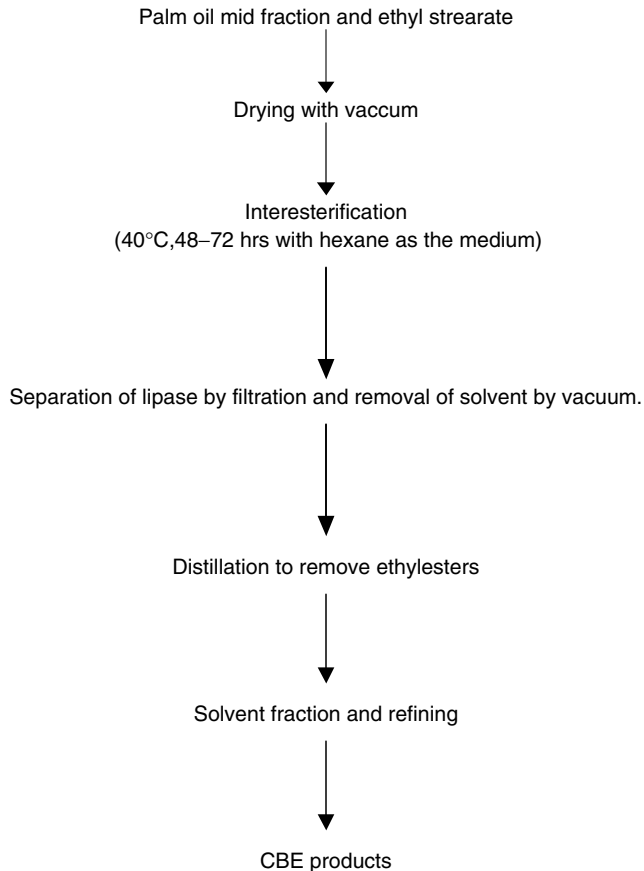 Palm oil mid fraction and ethyl strearate
Drying with vaccum
Interesterification
(40°C,48–72 hrs with hexane as the medium)
Separation of lipase by filtration and removal of solvent by vacuum.
Distillation to remove ethylesters
Solvent fraction and refining
CBE products